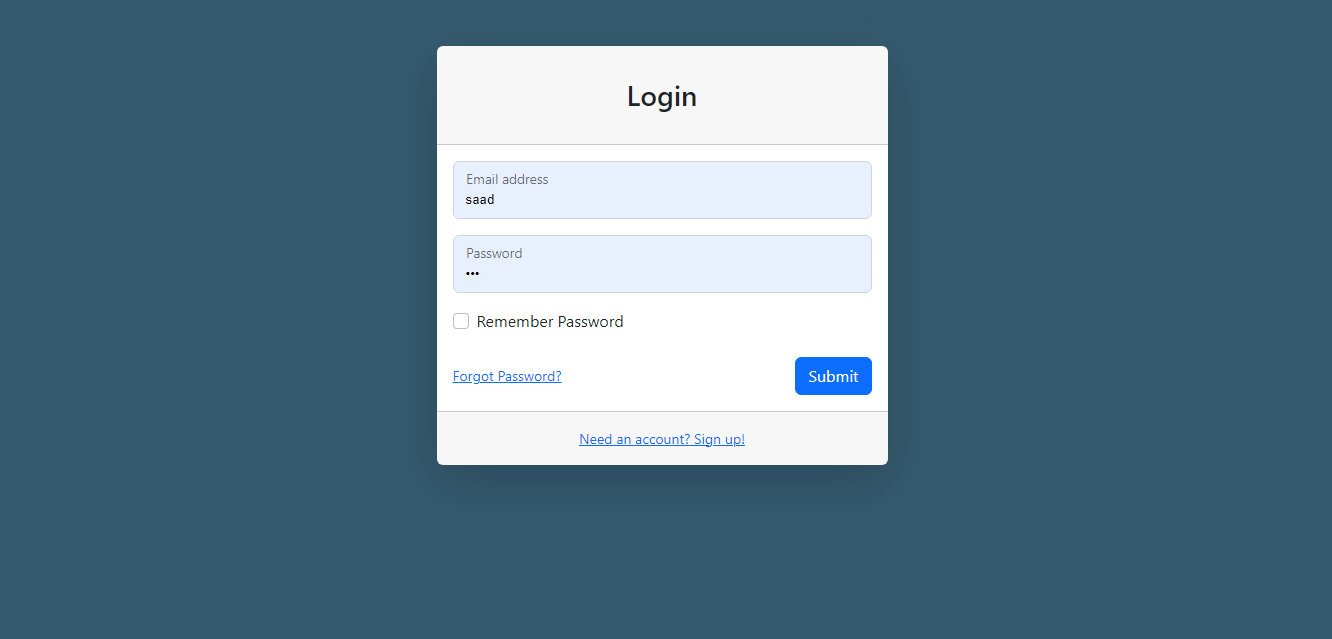 Login
Email address
saad
Password
•••
Remember Password
Forgot Password?
Submit
Need an account? Sign up!